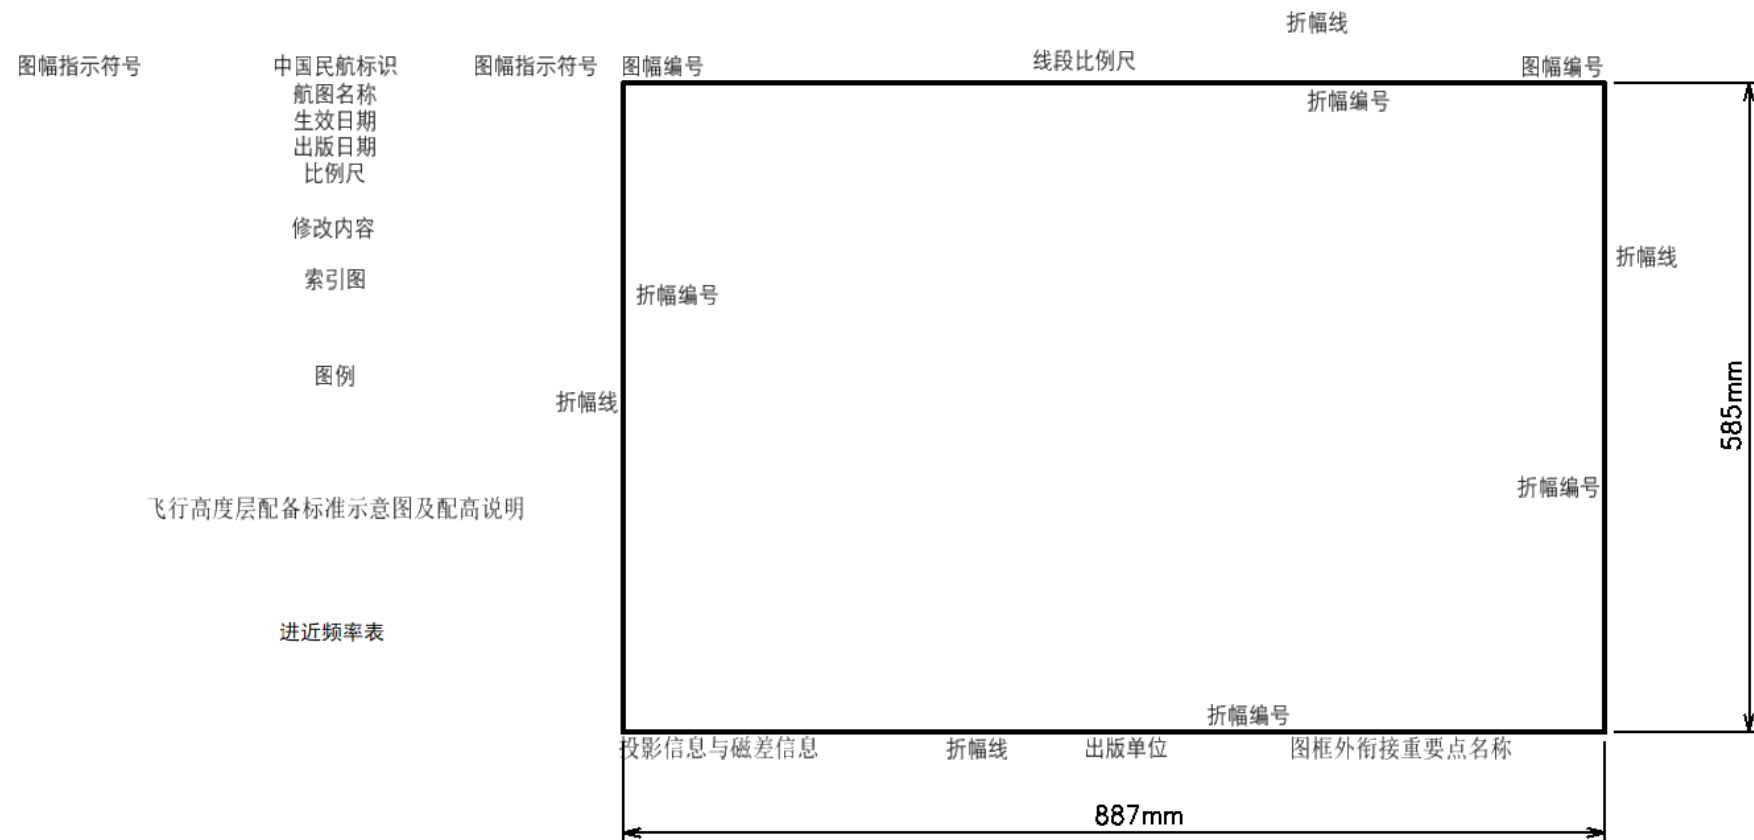 折幅线
图幅指示符号
中国民航标识
图幅指示符号
图幅编号
线段比例尺
图幅编号
航图名称
折幅编号
生效日期
出版日期
比例尺
修改内容
折幅线
索引图
折幅编号
图例
折幅线
585mm
折幅编号
飞行高度层配备标准示意图及配高说明
进近频率表
折幅编号
投影信息与磁差信息
折幅线
出版单位
图框外衔接重要点名称
887mm